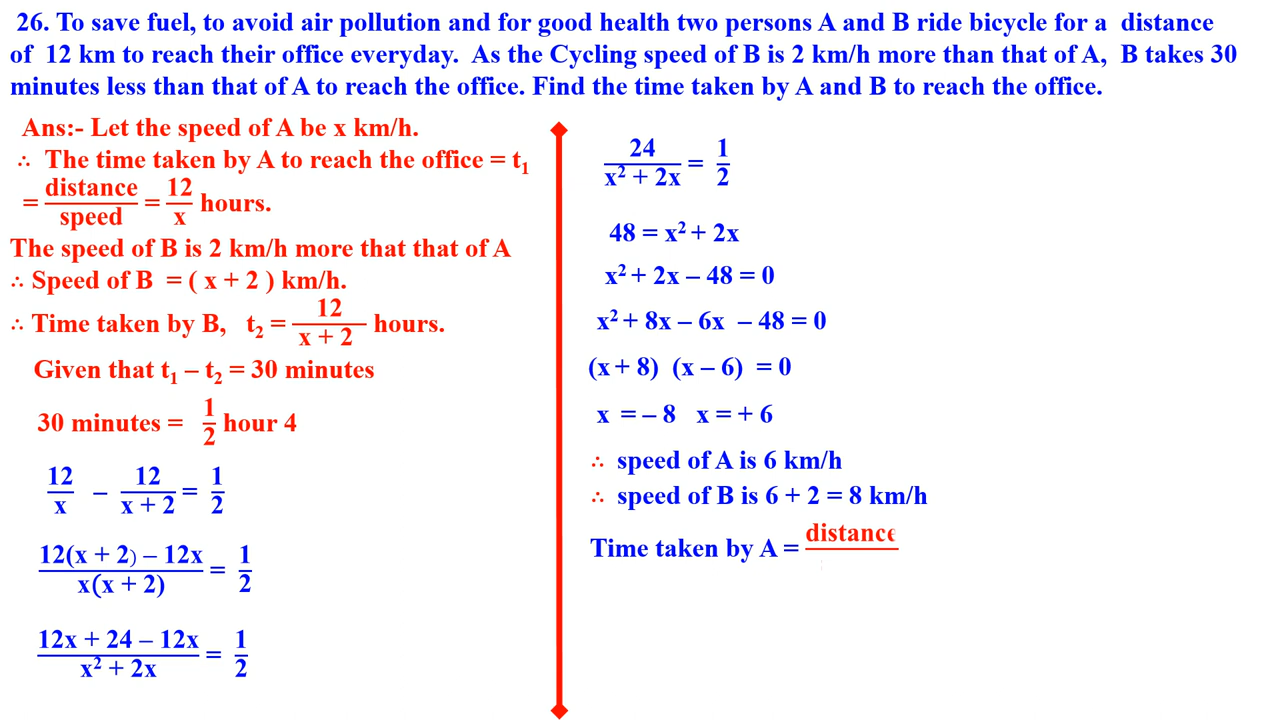 26. To save fuel, to avoid air pollution and for good health two persons A and B ride bicycle for a distance
of 12 km to reach their office everyday. As the Cycling speed of B is 2 km/h more than that of A, B takes 30
minutes less than that of A to reach the office. Find the time taken by A and B to reach the office.
Ans:- Let the speed of A be x km/h.
∴ The time taken by A to reach the office = t₁
= distance/speed = 12/x hours.
The speed of B is 2 km/h more that that of A
∴ Speed of B = ( x + 2 ) km/h.
∴ Time taken by B, t₂ = 12/(x + 2) hours.
Given that t₁ – t₂ = 30 minutes
30 minutes = 1/2 hour 4
12/x – 12/(x + 2) = 1/2
(12(x + 2) – 12x)/(x(x + 2)) = 1/2
(12x + 24 – 12x)/(x² + 2x) = 1/2
24/(x² + 2x) = 1/2
48 = x² + 2x
x² + 2x – 48 = 0
x² + 8x – 6x – 48 = 0
(x + 8) (x – 6) = 0
x = – 8 x = + 6
∴ speed of A is 6 km/h
∴ speed of B is 6 + 2 = 8 km/h
Time taken by A = distance